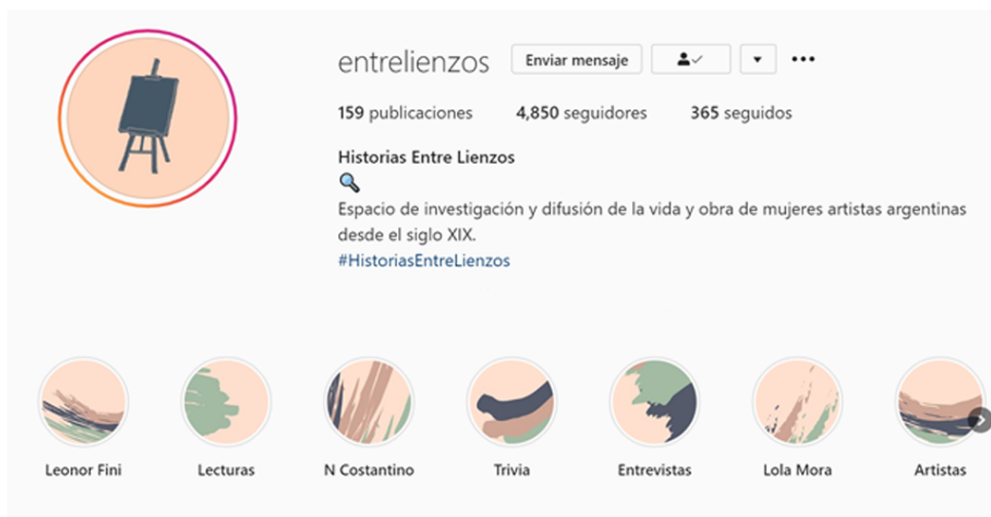 entrelienzos Enviar mensaje
159 publicaciones 4,850 seguidores 365 seguidos
Historias Entre Lienzos
Espacio de investigación y difusión de la vida y obra de mujeres artistas argentinas
desde el siglo XIX.
#HistoriasEntreLienzos
Leonor Fini Lecturas N Costantino Trivia Entrevistas Lola Mora Artistas